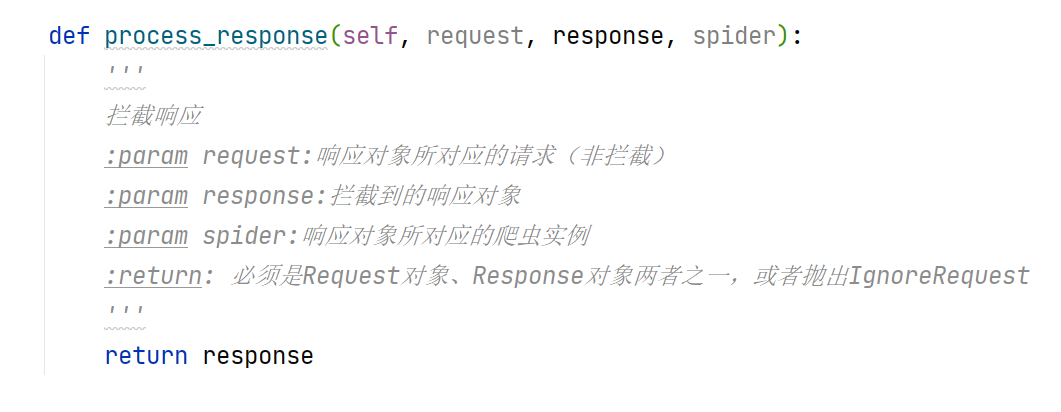 def process_response(self, request, response, spider):
'''
拦截响应
:param request:响应对象所对应的请求（非拦截）
:param response:拦截到的响应对象
:param spider:响应对象所对应的爬虫实例
:return: 必须是Request对象、Response对象两者之一，或者抛出IgnoreRequest
'''
return response